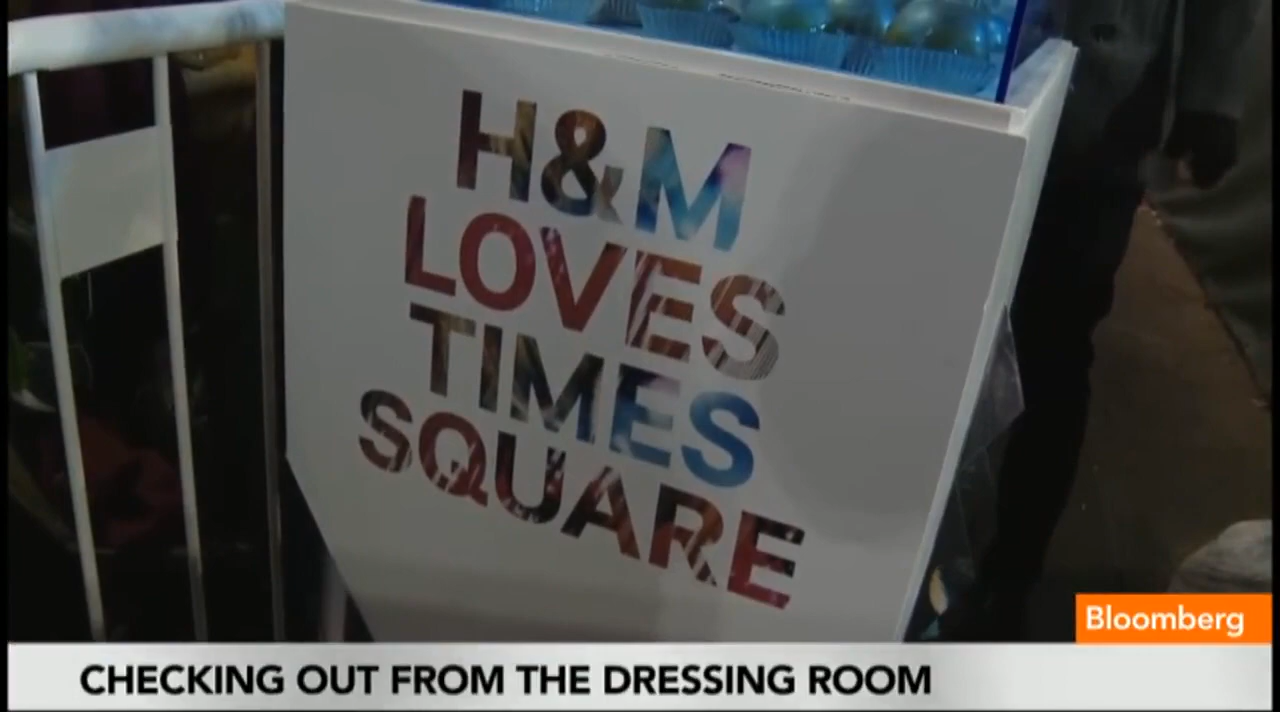 H&M
LOVES
TIMES
SQUARE
Bloomberg
CHECKING OUT FROM THE DRESSING ROOM